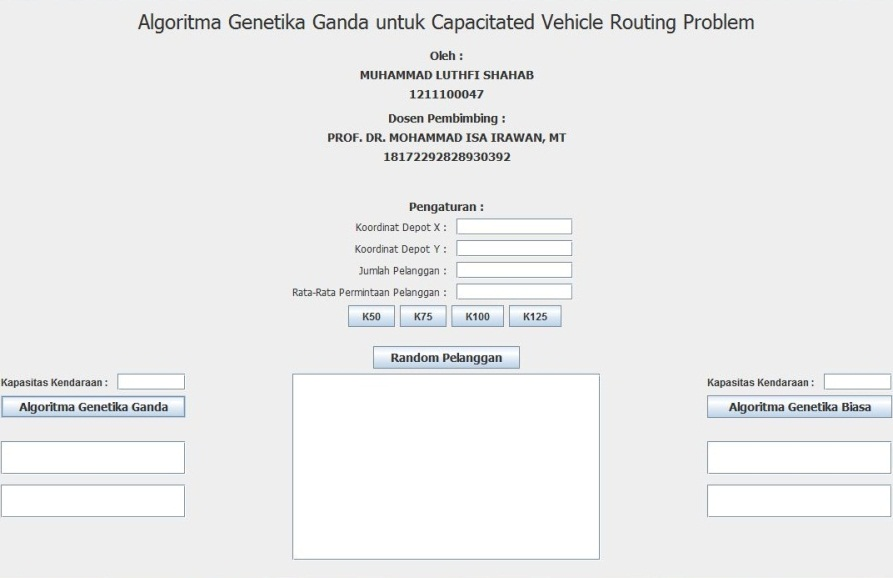 Algoritma Genetika Ganda untuk Capacitated Vehicle Routing Problem
Oleh :
MUHAMMAD LUTHFI SHAHAB
1211100047
Dosen Pembimbing :
PROF. DR. MOHAMMAD ISA IRAWAN, MT
18172292828930392
Pengaturan :
Koordinat Depot X :
Koordinat Depot Y :
Jumlah Pelanggan :
Rata-Rata Permintaan Pelanggan :
K50 K75 K100 K125
Random Pelanggan
Kapasitas Kendaraan :
Algoritma Genetika Ganda
Kapasitas Kendaraan :
Algoritma Genetika Biasa